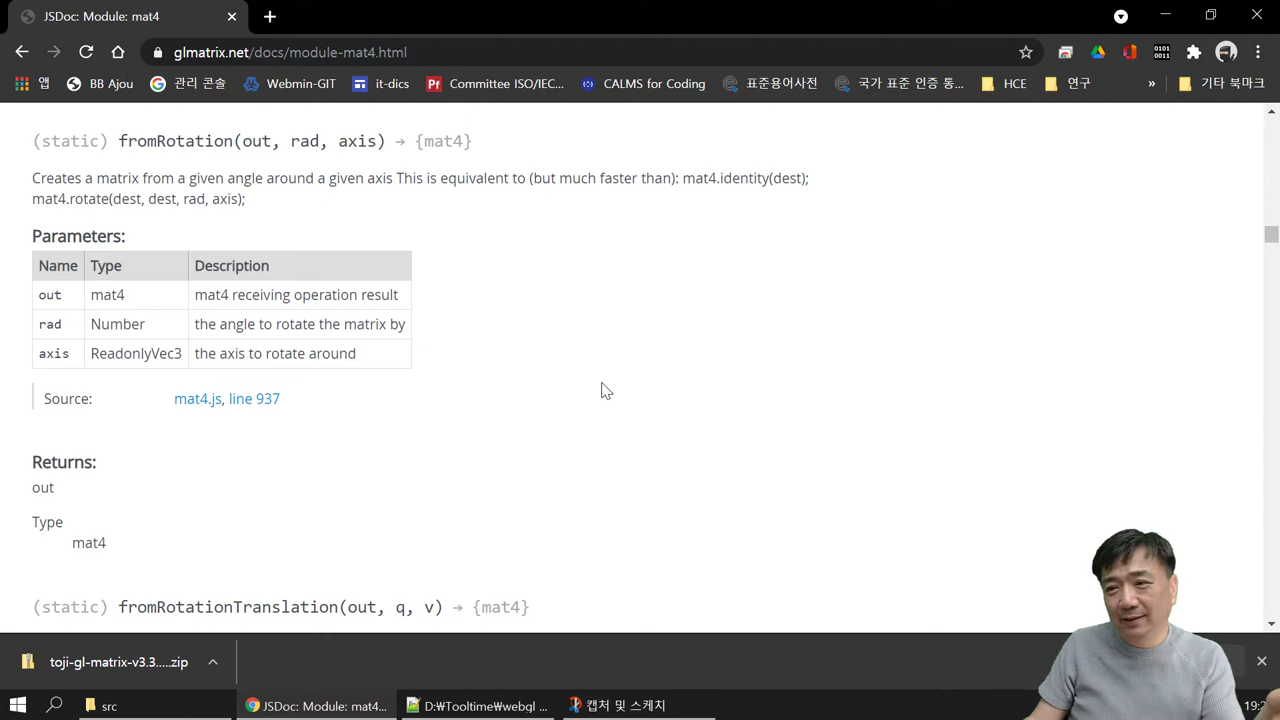 JSDoc: Module: mat4
glmatrix.net/docs/module-mat4.html
앱 BB Ajou 관리 콘솔 Webmin-GIT it-dics Committee ISO/IEC... CALMS for Coding 표준용어사전 국가 표준 인증 통... HCE 연구 » 기타 북마크
(static) fromRotation(out, rad, axis) → {mat4}
Creates a matrix from a given angle around a given axis This is equivalent to (but much faster than): mat4.identity(dest);
mat4.rotate(dest, dest, rad, axis);
Parameters:
Name Type Description
out mat4 mat4 receiving operation result
rad Number the angle to rotate the matrix by
axis ReadonlyVec3 the axis to rotate around
Source: mat4.js, line 937
Returns:
out
Type
mat4
(static) fromRotationTranslation(out, q, v) → {mat4}
toji-gl-matrix-v3.3.....zip
src JSDoc: Module: mat4... D:₩Tooltime₩webgl ... 캡처 및 스케치